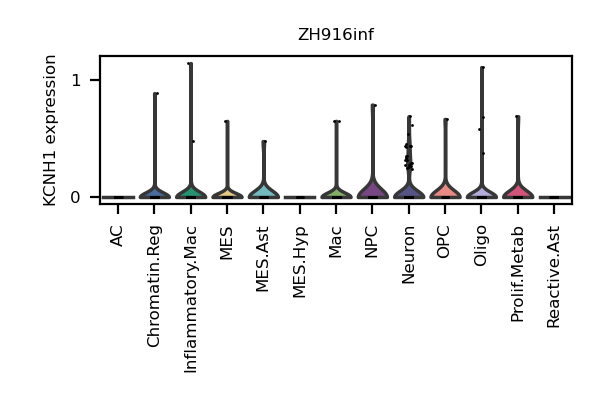 ZH916inf
KCNH1 expression
1
0
AC
Chromatin.Reg
Inflammatory.Mac
MES
MES.Ast
MES.Hyp
Mac
NPC
Neuron
OPC
Oligo
Prolif.Metab
Reactive.Ast